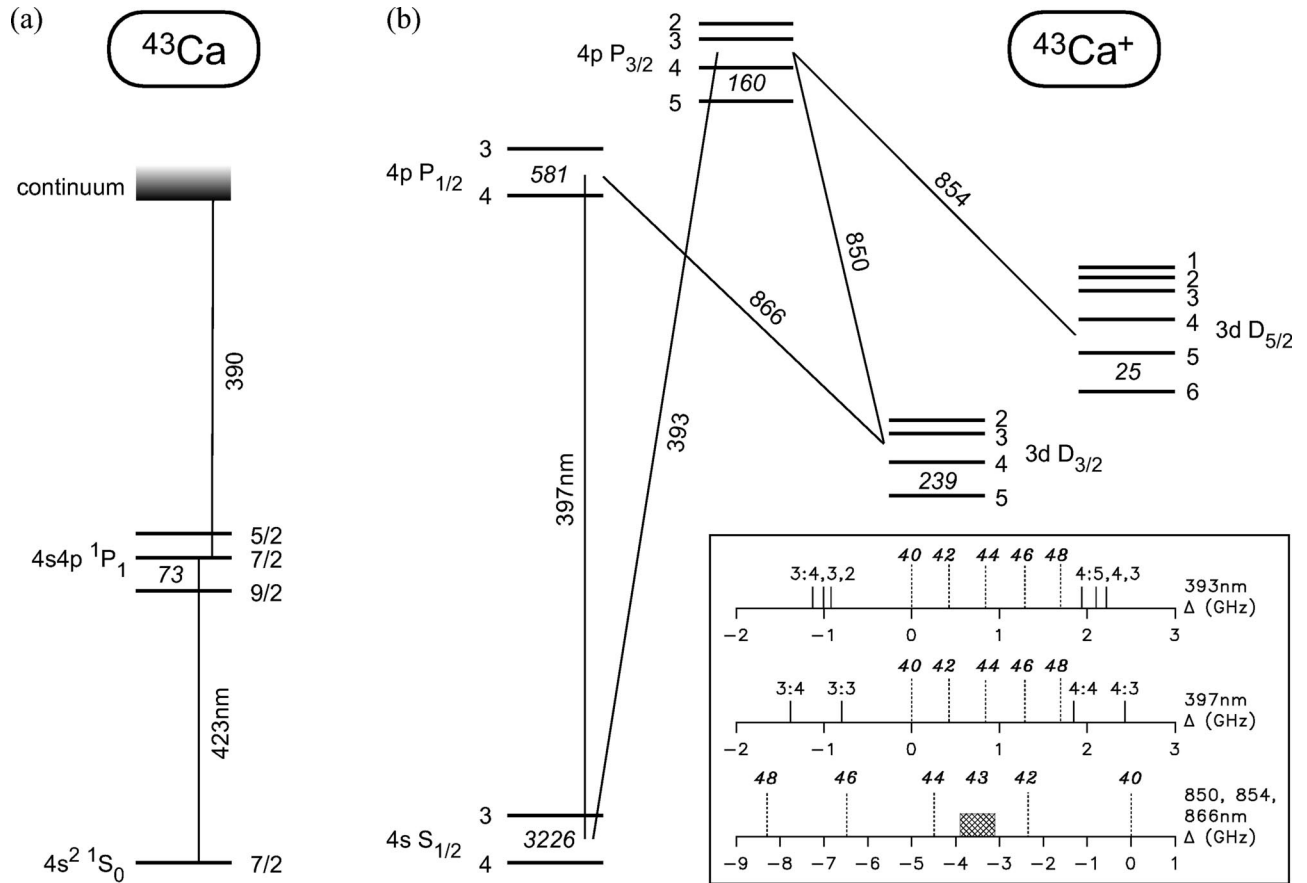 (a)
43Ca
continuum
390
5/2
4s4p 1P1
7/2
73
9/2
423nm
4s2 1S0
7/2
(b)
43Ca+
4p P3/2
2
3
4
160
5
4p P1/2
3
581
4
866
850
854
393
397nm
1
2
3
4
3d D5/2
5
25
6
2
3
3d D3/2
4
239
5
4s S1/2
3
3226
4
40 42 44 46 48
3:4,3,2
4:5,4,3
393nm
Δ (GHz)
−2 −1 0 1 2 3
40 42 44 46 48
3:4 3:3 4:4 4:3
397nm
Δ (GHz)
−2 −1 0 1 2 3
48 46 44 43 42 40
850, 854,
866nm
Δ (GHz)
−9 −8 −7 −6 −5 −4 −3 −2 −1 0 1